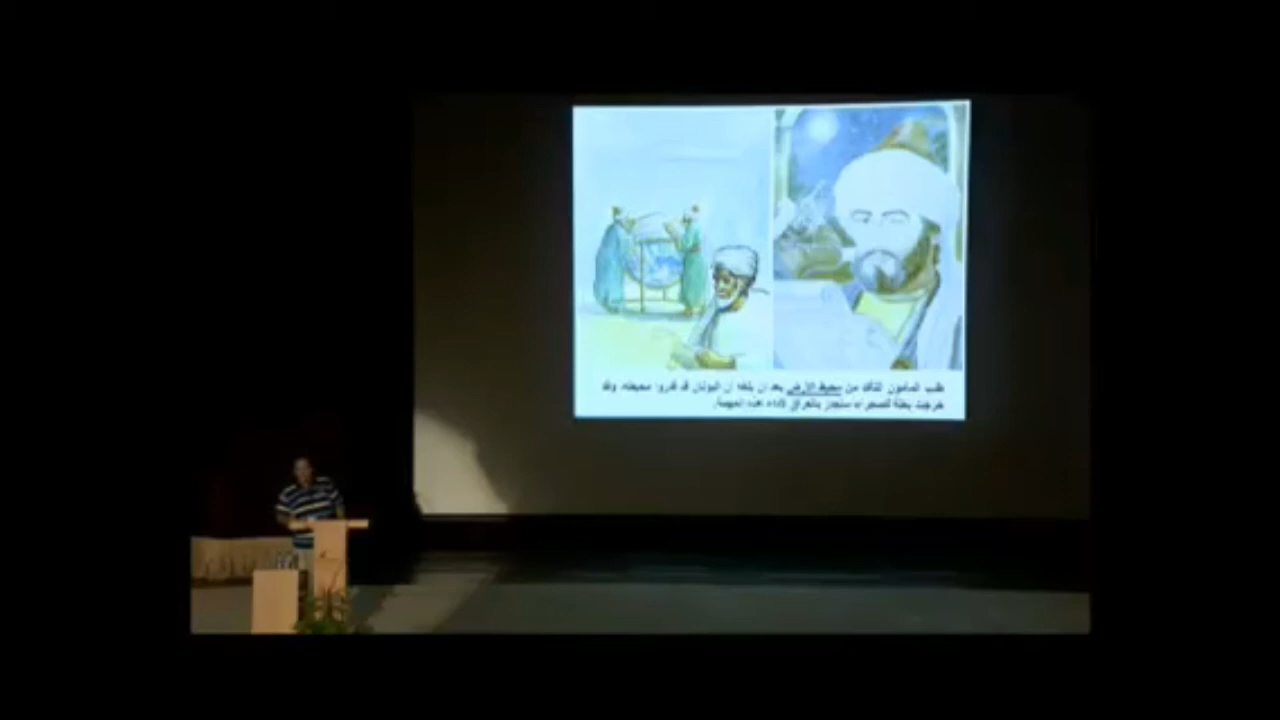 طلب المأمون التأكد من محيط الأرض بعد أن بلغه أن اليونان قد قدروا محيطها، وقد
خرجت بعثة لصحراء سنجار بالعراق لأداء هذه المهمة.